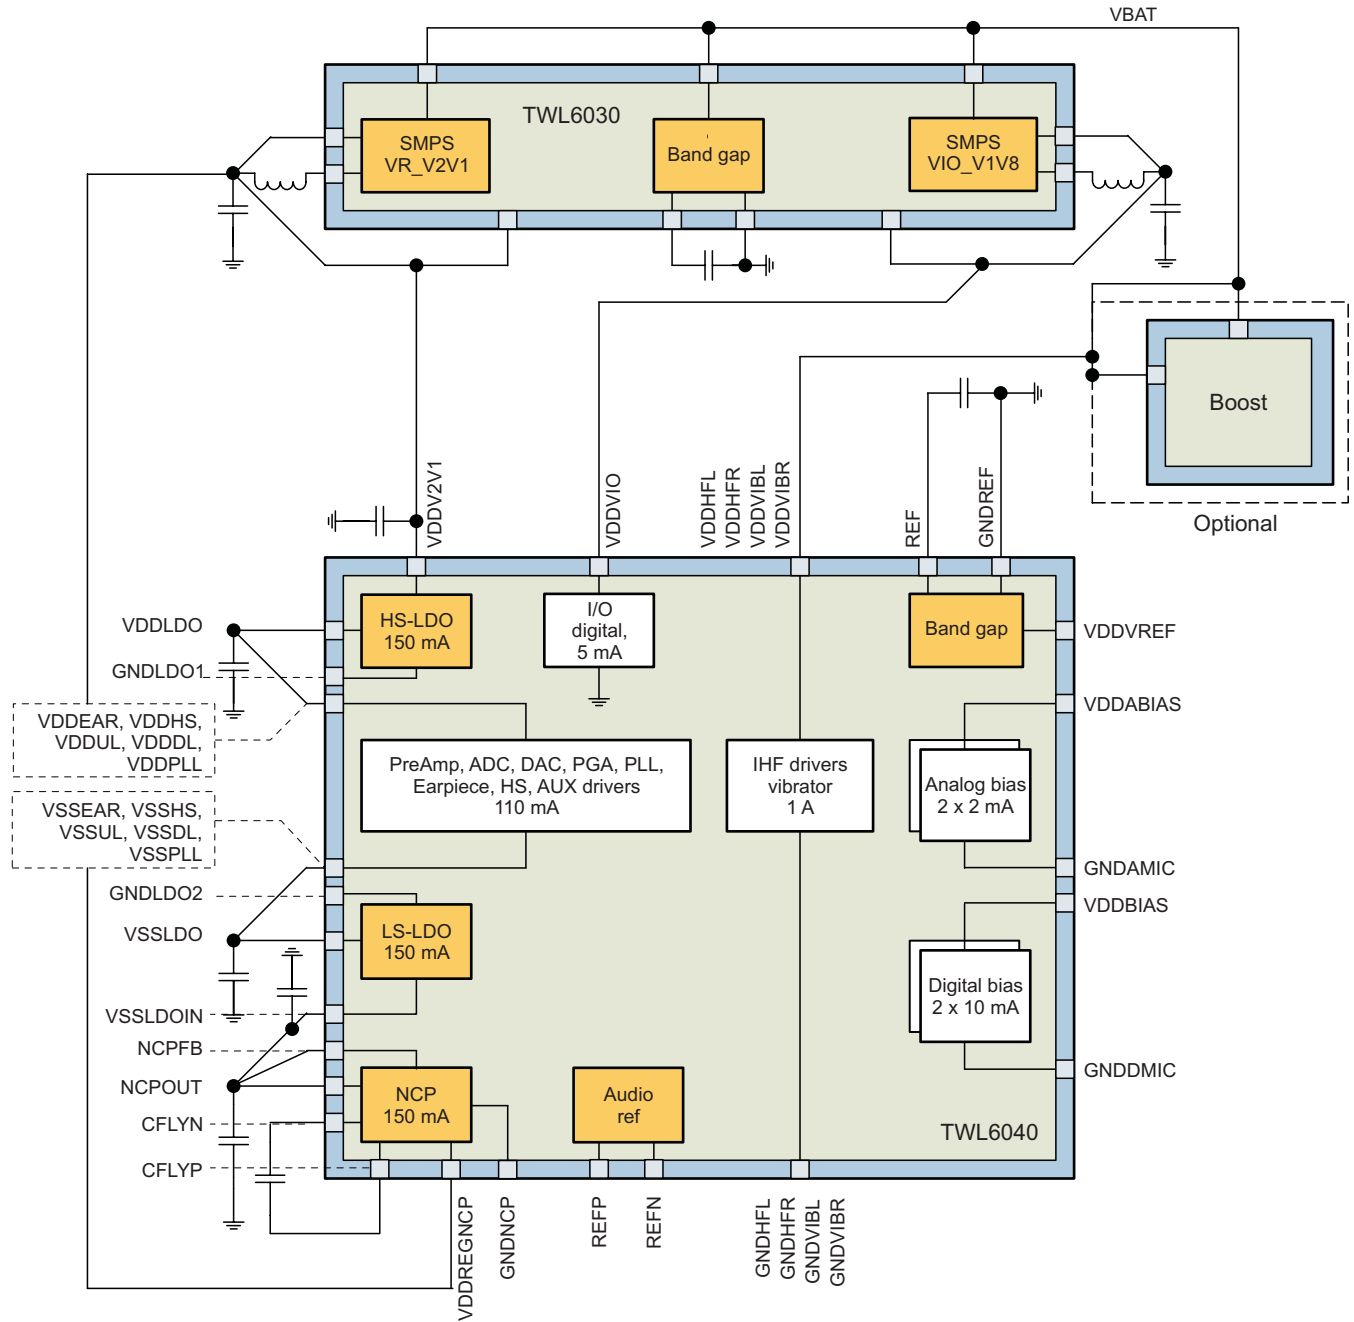 VBAT
TWL6030
SMPS
VR_V2V1
Band gap
SMPS
VIO_V1V8
Boost
Optional
VDDV2V1
VDDVIO
VDDHFL
VDDHFR
VDDVIBL
VDDVIBR
REF
GNDREF
VDDLDO
GNDLDO1
HS-LDO
150 mA
I/O
digital,
5 mA
Band gap
VDDVREF
VDDABIAS
VDDEAR, VDDHS,
VDDUL, VDDDL,
VDDPLL
PreAmp, ADC, DAC, PGA, PLL,
Earpiece, HS, AUX drivers
110 mA
IHF drivers
vibrator
1 A
Analog bias
2 x 2 mA
VSSEAR, VSSHS,
VSSUL, VSSDL,
VSSPLL
GNDAMIC
GNDLDO2
VDDBIAS
VSSLDO
LS-LDO
150 mA
Digital bias
2 x 10 mA
VSSLDOIN
NCPFB
NCPOUT
GNDDMIC
NCP
150 mA
Audio
ref
CFLYN
TWL6040
CFLYP
VDDREGNCP
GNDNCP
REFP
REFN
GNDHFL
GNDHFR
GNDVIBL
GNDVIBR